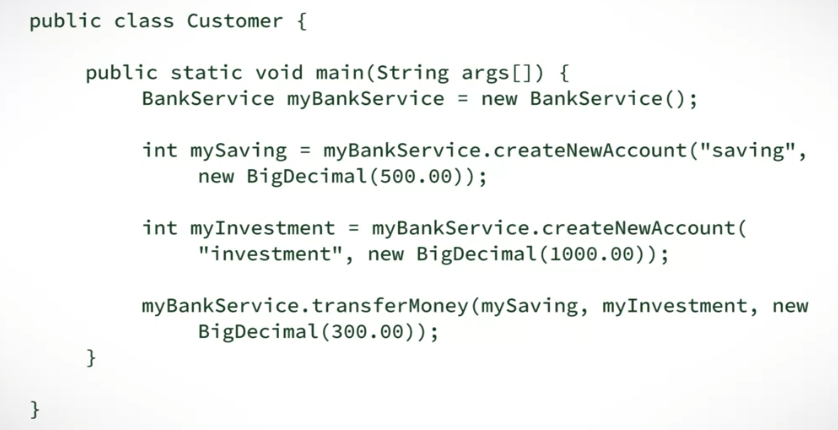 public class Customer {
public static void main(String args[]) {
BankService myBankService = new BankService();
int mySaving = myBankService.createNewAccount("saving",
new BigDecimal(500.00));
int myInvestment = myBankService.createNewAccount(
"investment", new BigDecimal(1000.00));
myBankService.transferMoney(mySaving, myInvestment, new
BigDecimal(300.00));
}
}